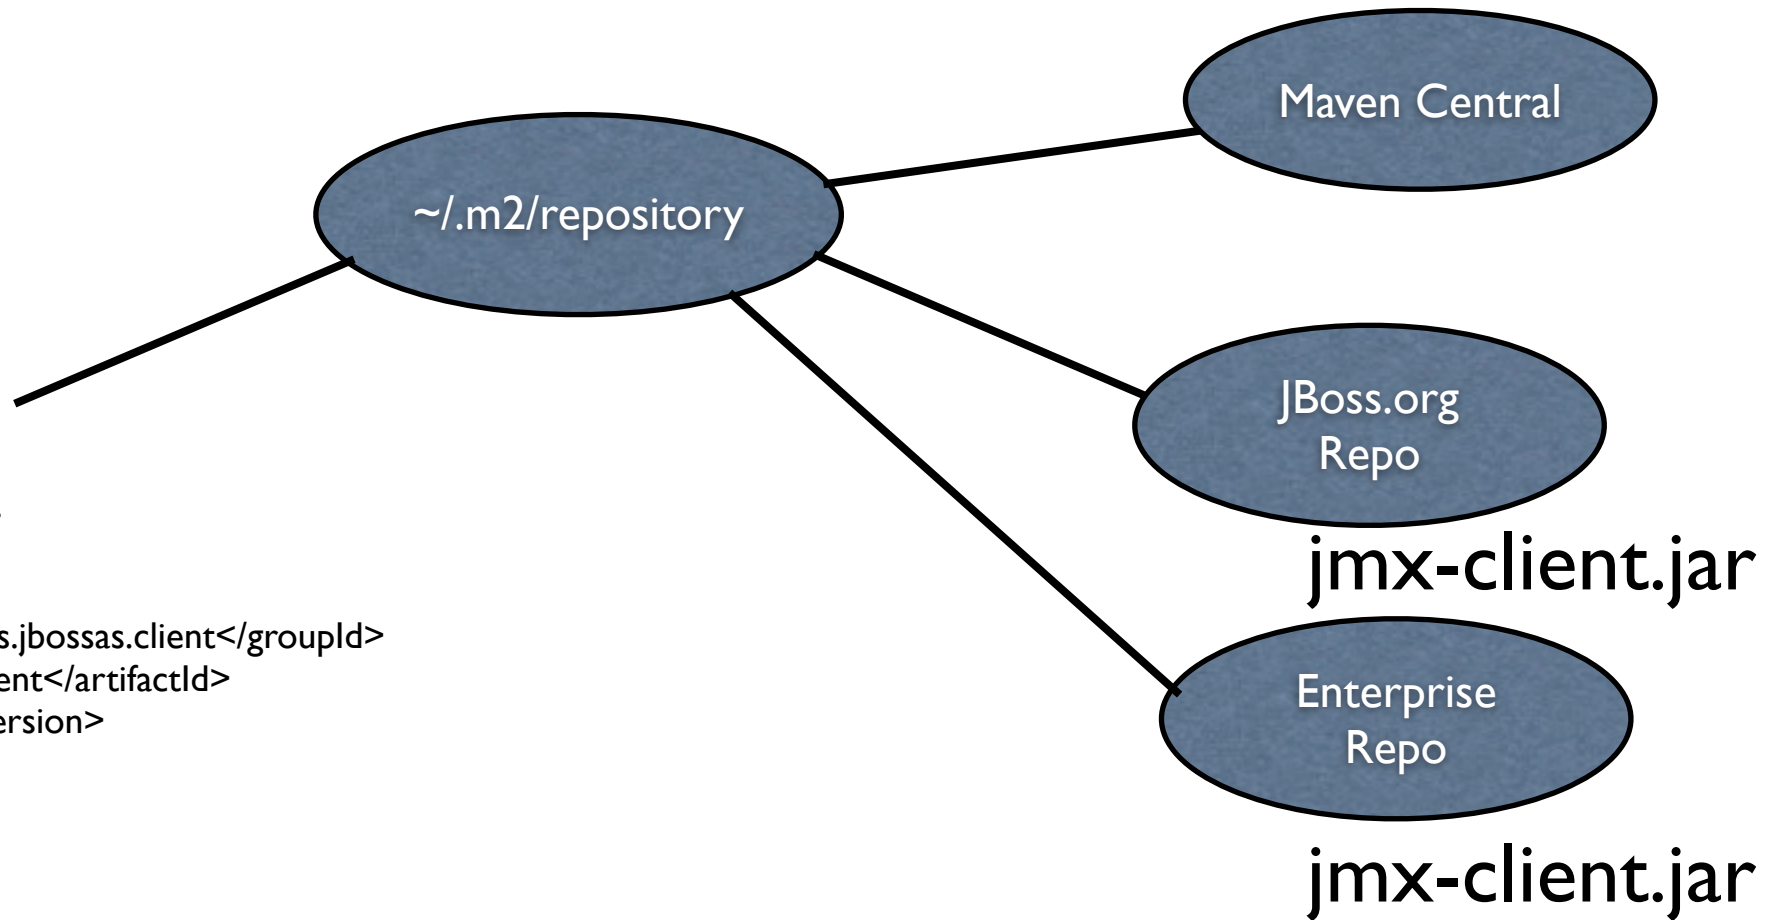 Maven Central
~/.m2/repository
JBoss.org
Repo
jmx-client.jar
s.jbossas.client</groupId>
ent</artifactId>
ersion>
Enterprise
Repo
jmx-client.jar